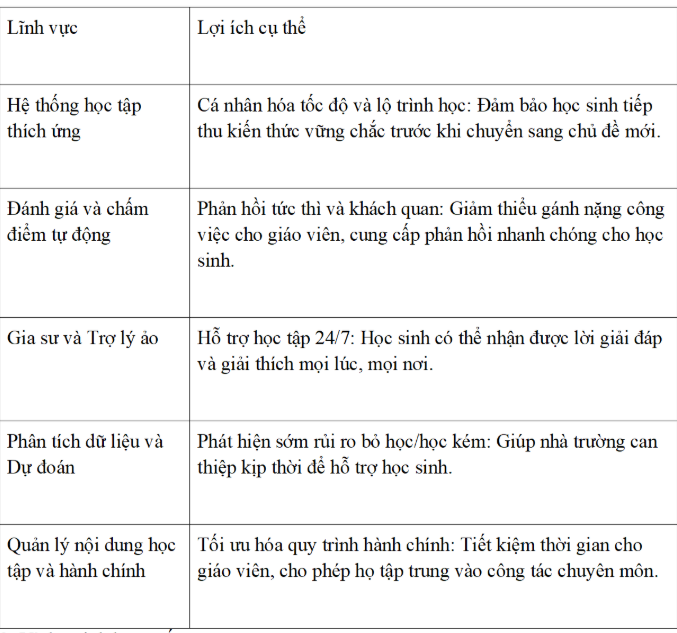 Lĩnh vực
Lợi ích cụ thể
Hệ thống học tập
thích ứng
Cá nhân hóa tốc độ và lộ trình học: Đảm bảo học sinh tiếp
thu kiến thức vững chắc trước khi chuyển sang chủ đề mới.
Đánh giá và chấm
điểm tự động
Phản hồi tức thì và khách quan: Giảm thiểu gánh nặng công
việc cho giáo viên, cung cấp phản hồi nhanh chóng cho học
sinh.
Gia sư và Trợ lý ảo
Hỗ trợ học tập 24/7: Học sinh có thể nhận được lời giải đáp
và giải thích mọi lúc, mọi nơi.
Phân tích dữ liệu và
Dự đoán
Phát hiện sớm rủi ro bỏ học/học kém: Giúp nhà trường can
thiệp kịp thời để hỗ trợ học sinh.
Quản lý nội dung học
tập và hành chính
Tối ưu hóa quy trình hành chính: Tiết kiệm thời gian cho
giáo viên, cho phép họ tập trung vào công tác chuyên môn.